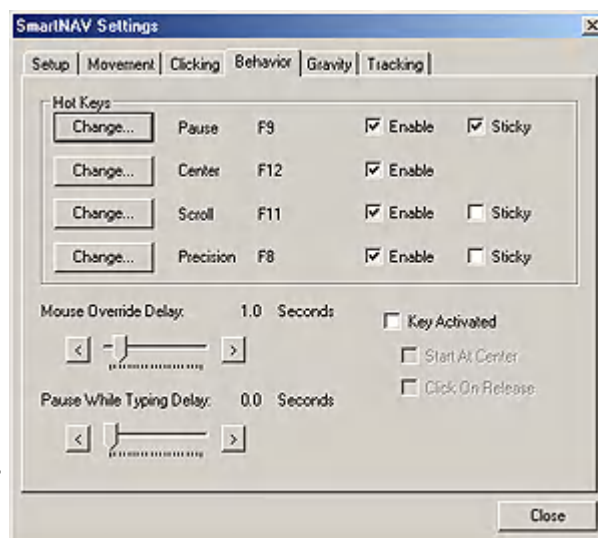 SmartNAV Settings
Setup Movement Clicking Behavior Gravity Tracking
Hot Keys
Change... Pause F9 Enable Sticky
Change... Center F12 Enable
Change... Scroll F11 Enable Sticky
Change... Precision F8 Enable Sticky
Mouse Override Delay: 1.0 Seconds
Key Activated
< >
Start At Center
Click On Release
Pause While Typing Delay: 0.0 Seconds
< >
Close